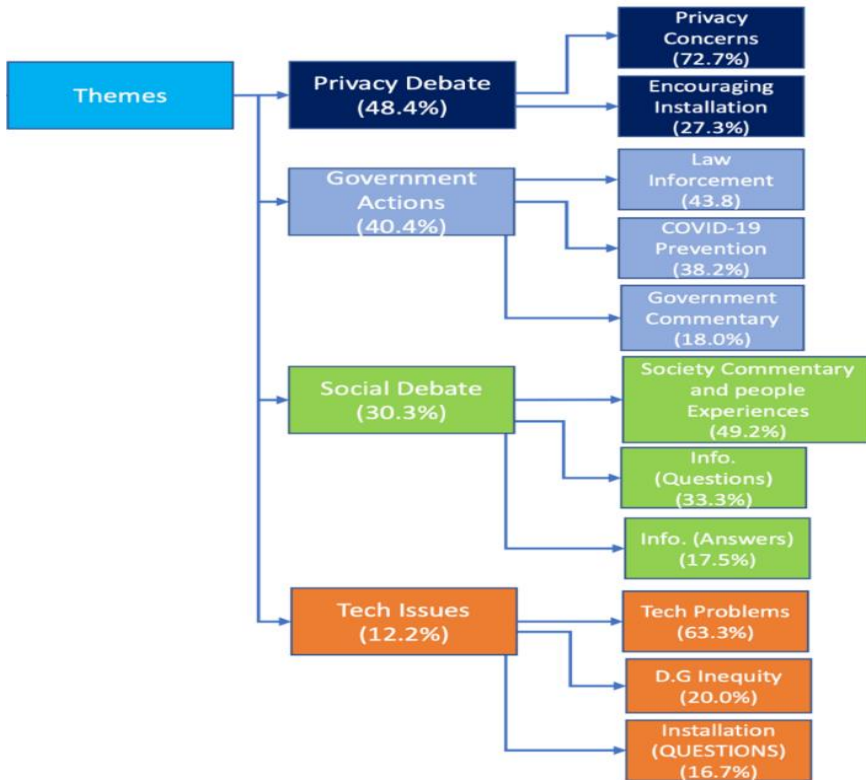 Themes
Privacy Debate
(48.4%)
Privacy
Concerns
(72.7%)
Encouraging
Installation
(27.3%)
Government
Actions
(40.4%)
Law
Inforcement
(43.8)
COVID-19
Prevention
(38.2%)
Government
Commentary
(18.0%)
Social Debate
(30.3%)
Society Commentary
and people
Experiences
(49.2%)
Info.
(Questions)
(33.3%)
Info. (Answers)
(17.5%)
Tech Issues
(12.2%)
Tech Problems
(63.3%)
D.G Inequity
(20.0%)
Installation
(QUESTIONS)
(16.7%)